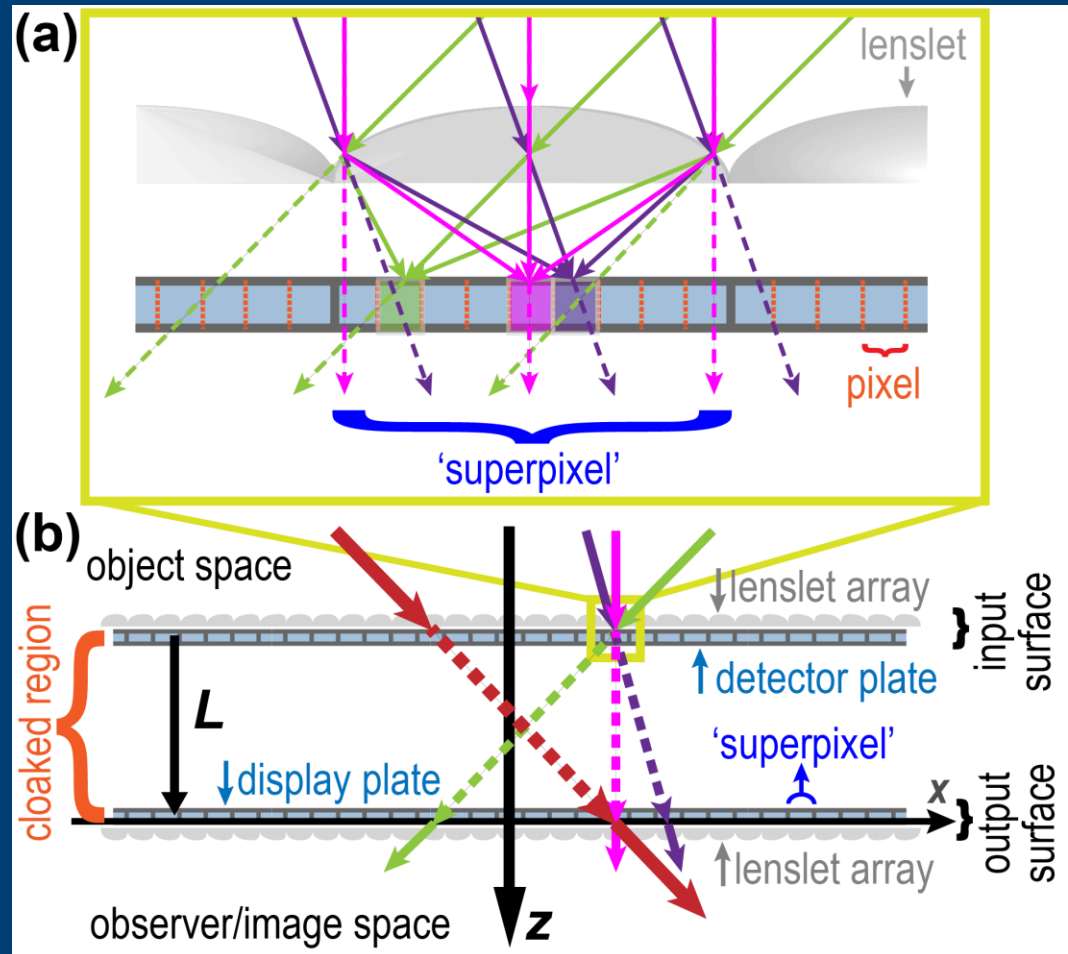 (a)
lenslet
pixel
‘superpixel’
(b)
object space
lenslet array
input
surface
detector plate
cloaked region
L
‘superpixel’
display plate
x
output
surface
lenslet array
observer/image space
z